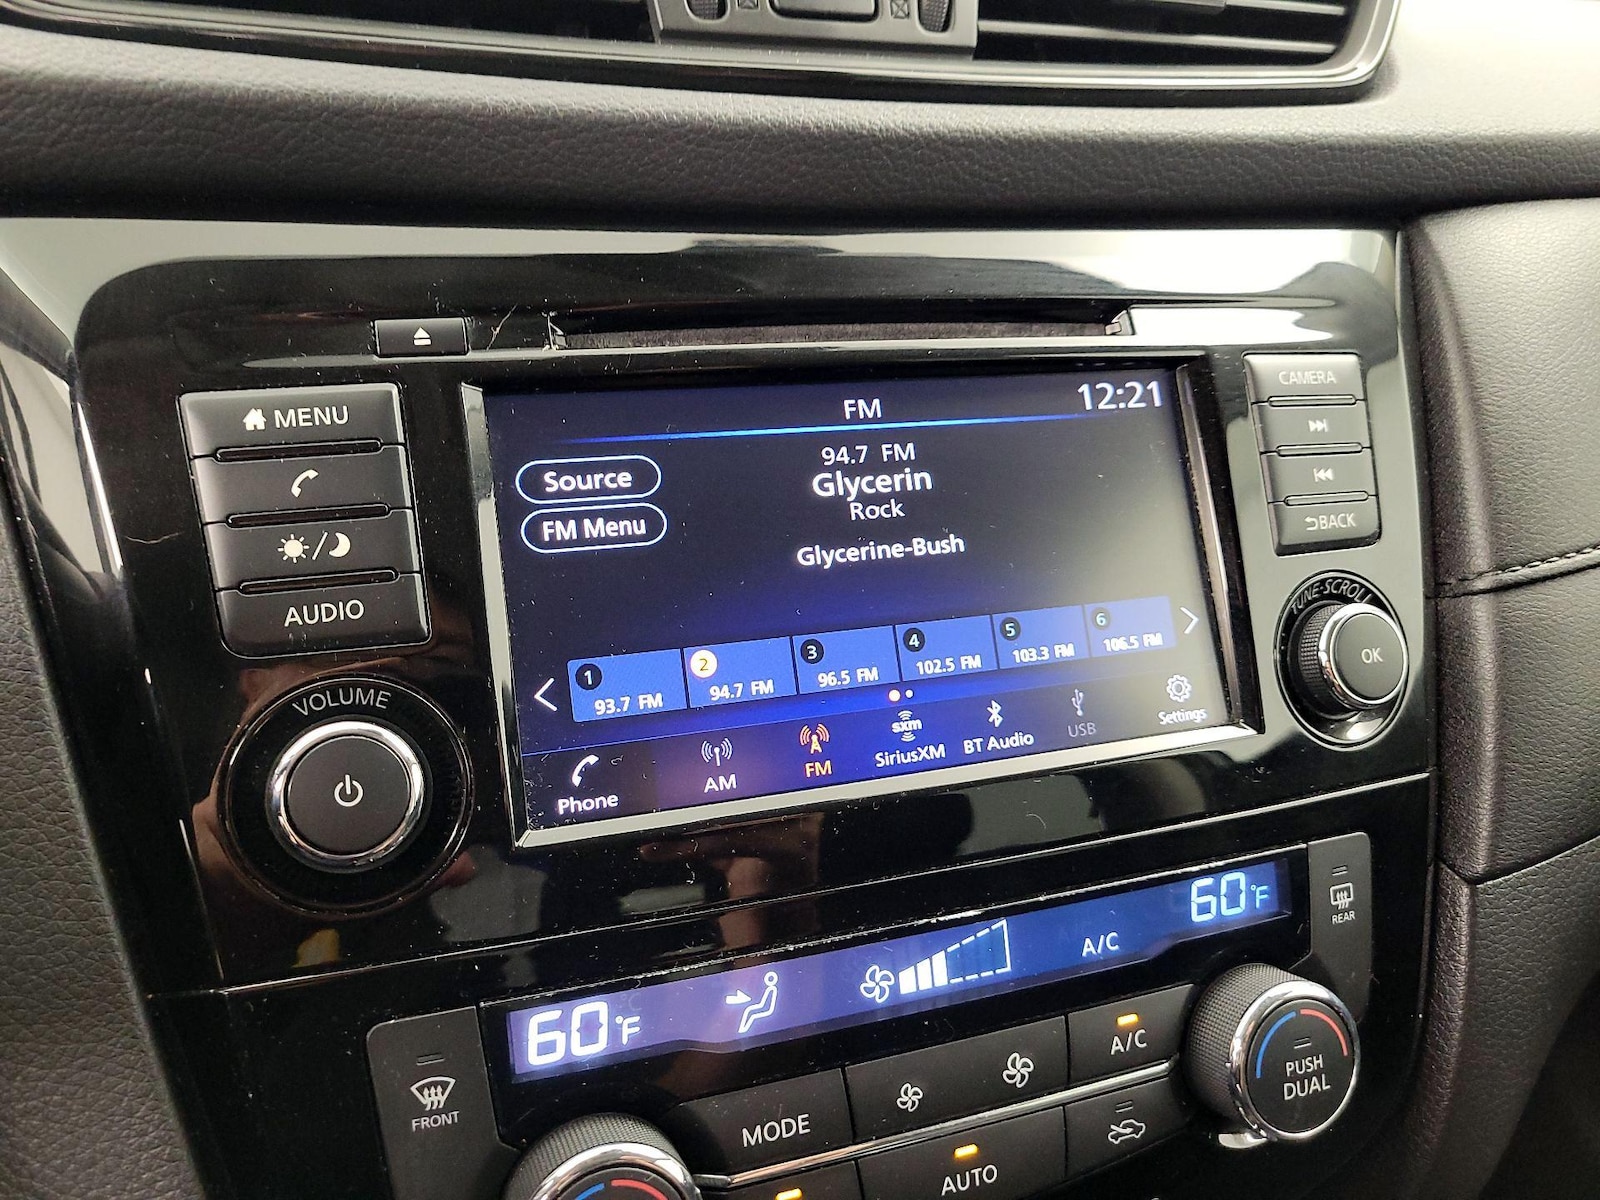 MENU
AUDIO
VOLUME
FM
12:21
Source
FM Menu
94.7 FM
Glycerin
Rock
Glycerine-Bush
1
93.7 FM
2
94.7 FM
3
96.5 FM
4
102.5 FM
5
103.3 FM
6
106.5 FM
Phone
AM
FM
sxm
SiriusXM
BT Audio
USB
Settings
CAMERA
BACK
TUNE·SCROLL
OK
60°F
A/C
60°F
REAR
FRONT
MODE
A/C
AUTO
PUSH
DUAL